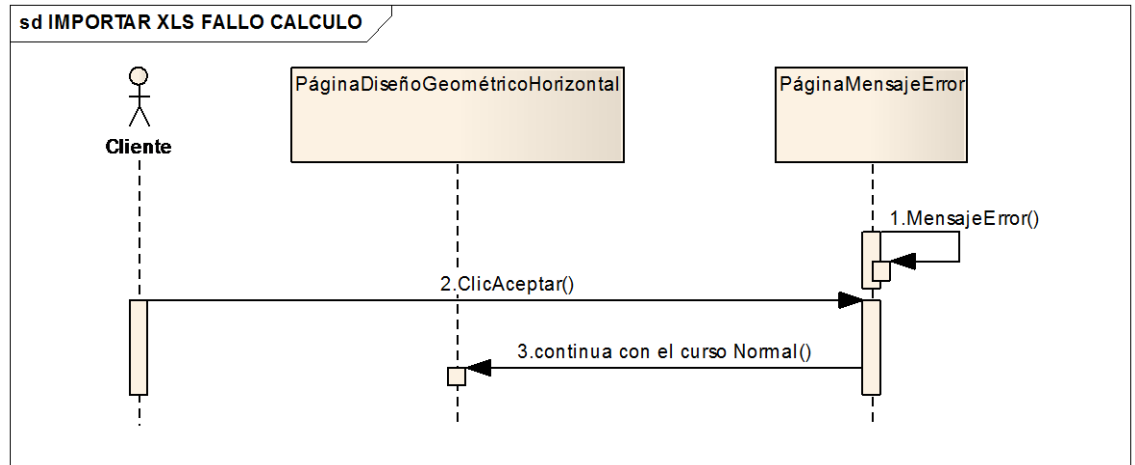 sd IMPORTAR XLS FALLO CALCULO
Cliente
PáginaDiseñoGeométricoHorizontal
PáginaMensajeError
1.MensajeError()
2.ClicAceptar()
3.continua con el curso Normal()